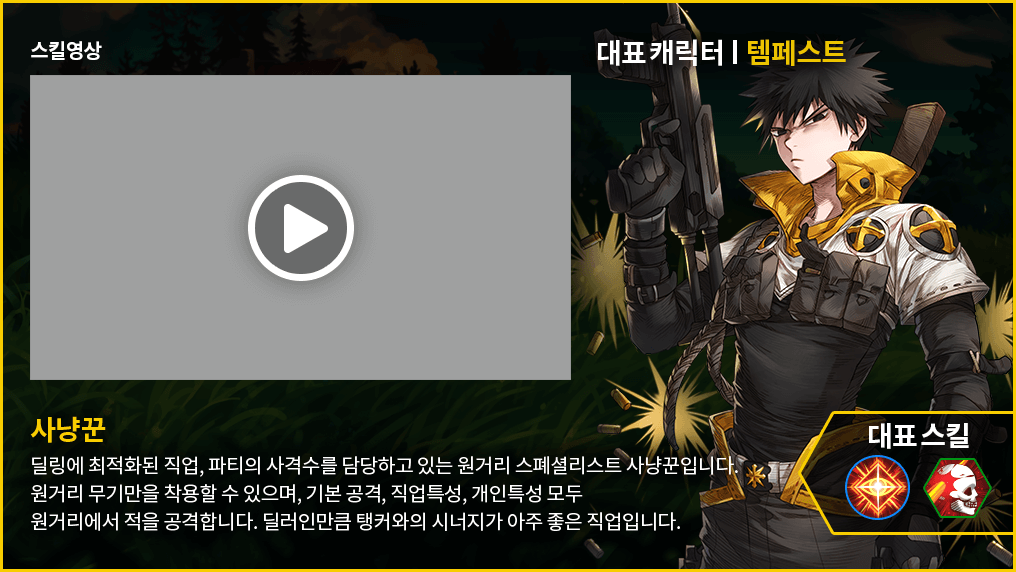 스킬영상
대표 캐릭터 | 템페스트
사냥꾼
딜링에 최적화된 직업, 파티의 사격수를 담당하고 있는 원거리 스폐셜리스트 사냥꾼입니다.
원거리 무기만을 착용할 수 있으며, 기본 공격, 직업특성, 개인특성 모두
원거리에서 적을 공격합니다. 딜러인만큼 탱커와의 시너지가 아주 좋은 직업입니다.
대표 스킬